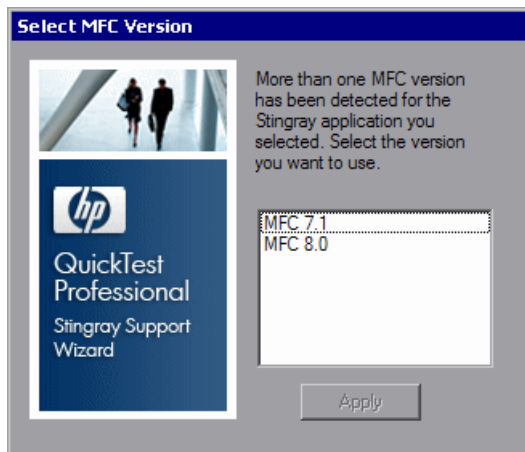 Select MFC Version
More than one MFC version
has been detected for the
Stingray application you
selected. Select the version
you want to use.
hp
QuickTest
Professional
Stingray Support
Wizard
MFC 7.1
MFC 8.0
Apply